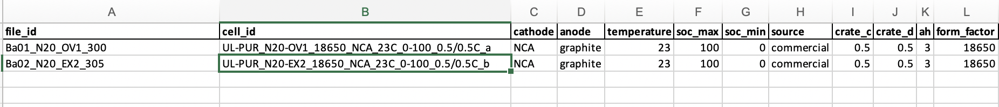 A B C D E F G H I J K L
file_id cell_id cathode anode temperature soc_max soc_min source crate_c crate_d ah form_factor
Ba01_N20_OV1_300 UL-PUR_N20-OV1_18650_NCA_23C_0-100_0.5/0.5C_a NCA graphite 23 100 0 commercial 0.5 0.5 3 18650
Ba02_N20_EX2_305 UL-PUR_N20-EX2_18650_NCA_23C_0-100_0.5/0.5C_b NCA graphite 23 100 0 commercial 0.5 0.5 3 18650